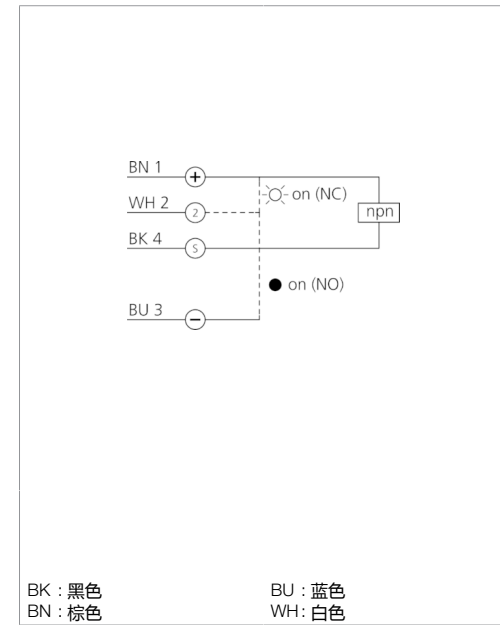 BN 1
+
on (NC)
WH 2
2
npn
BK 4
S
on (NO)
BU 3
−
BK : 黑色
BU : 蓝色
BN : 棕色
WH : 白色